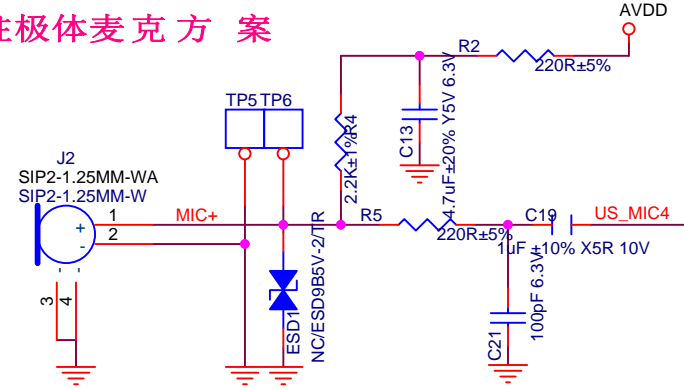 极体麦克方 案
AVDD
R2
220R±5%
TP5 TP6
C13
4.7uF±20% Y5V 6.3V
2.2K±1%
R4
J2
SIP2-1.25MM-WA
SIP2-1.25MM-W
1
2
+
-
MIC+
R5
220R±5%
C19
1uF ±10% X5R 10V
US_MIC4
3
4
ESD1
NC/ESD9B5V-2/TR
C21
100pF 6.3V